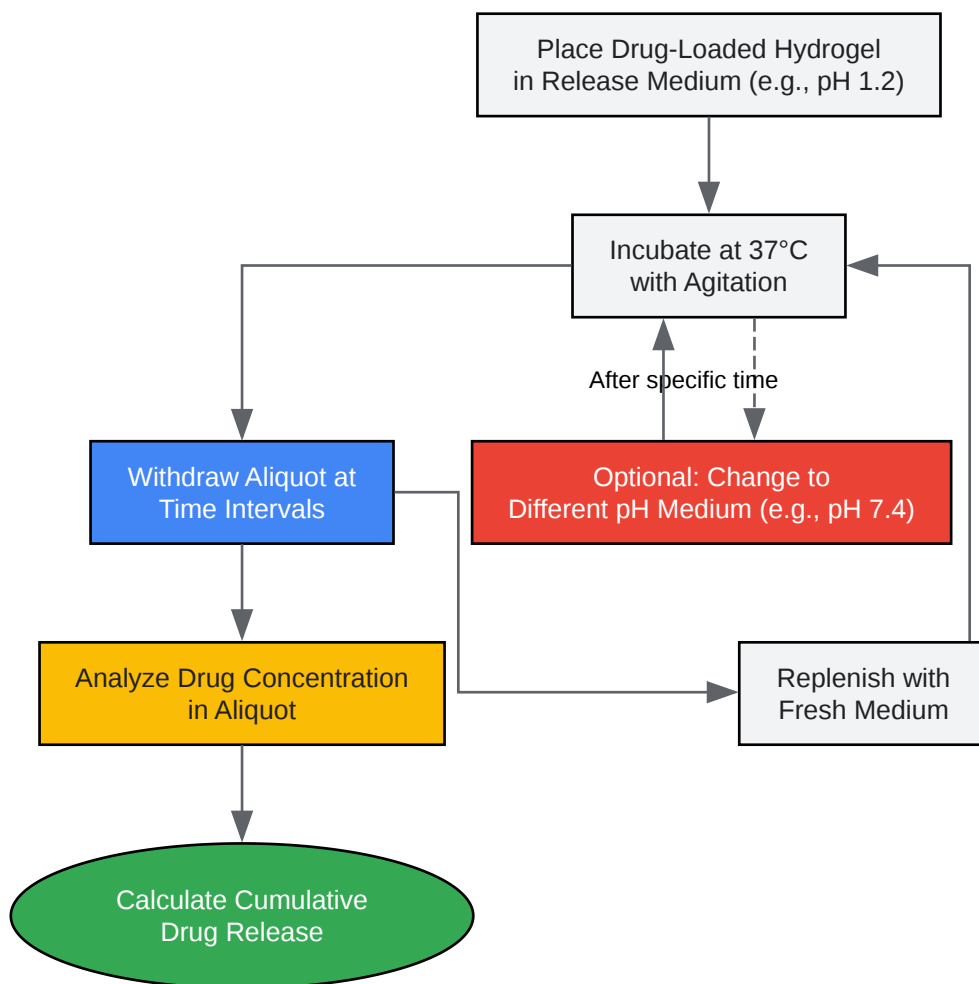 Place Drug-Loaded Hydrogel
in Release Medium (e.g., pH 1.2)
Incubate at 37°C
with Agitation
After specific time
Withdraw Aliquot at
Time Intervals
Optional: Change to
Different pH Medium (e.g., pH 7.4)
Analyze Drug Concentration
in Aliquot
Replenish with
Fresh Medium
Calculate Cumulative
Drug Release